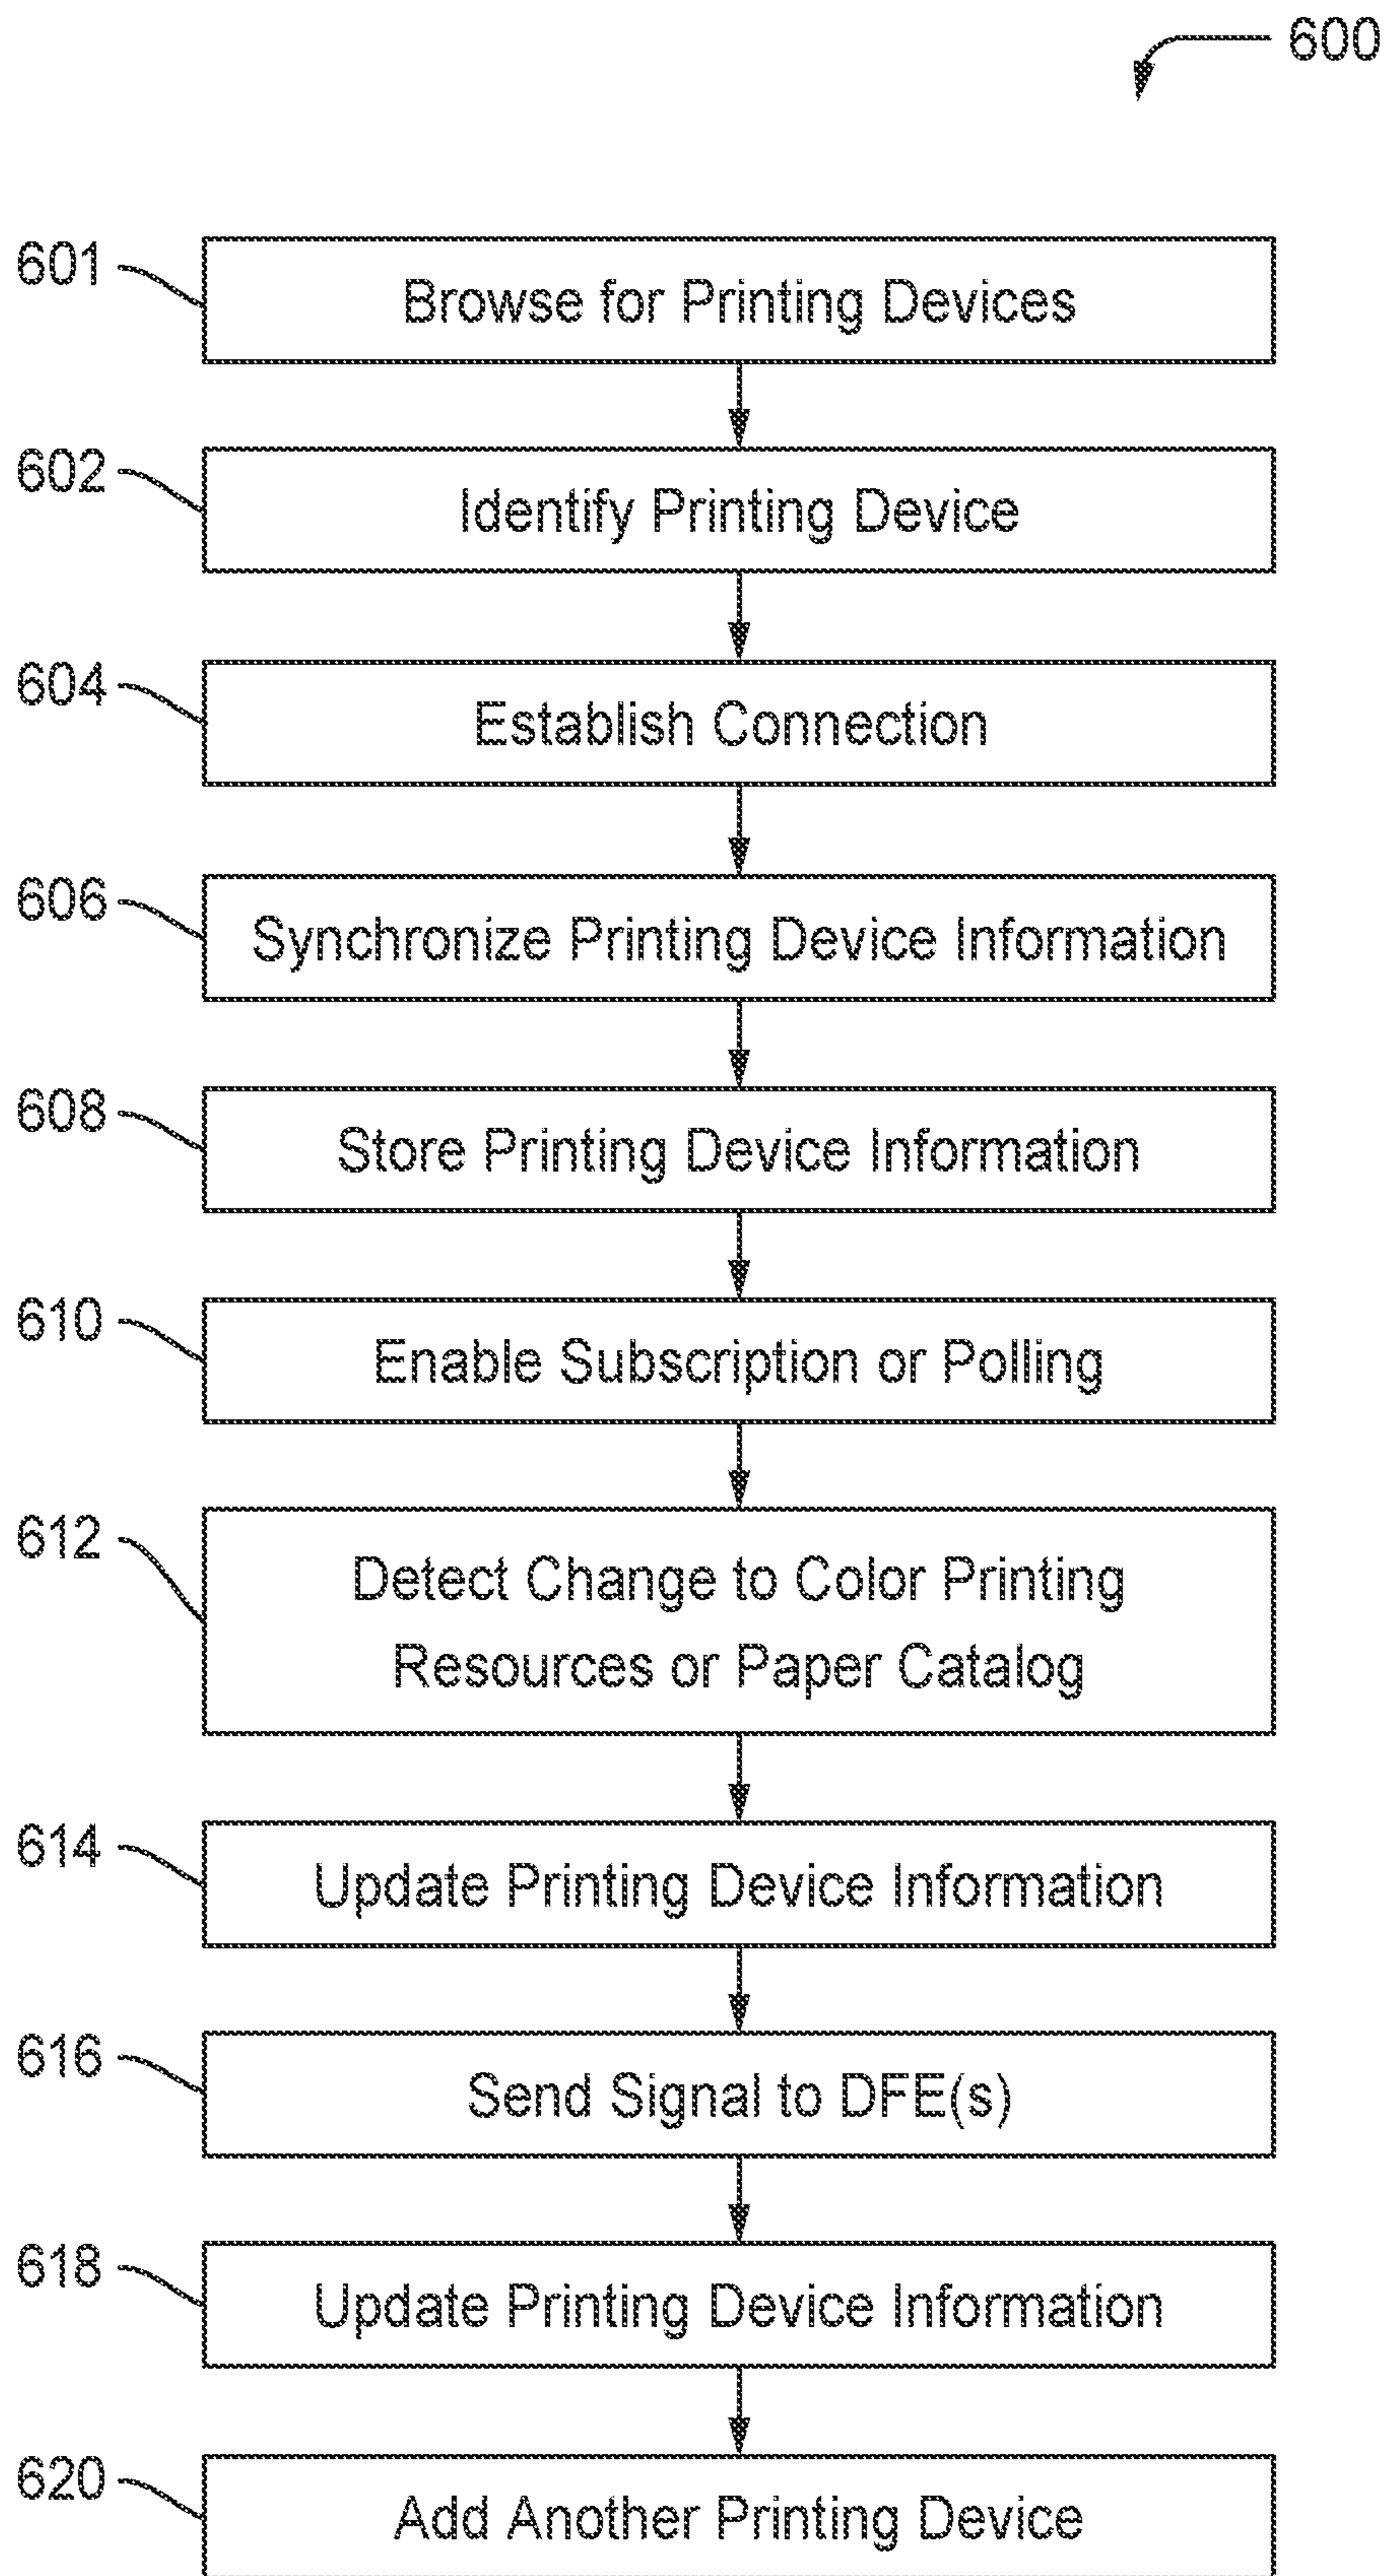 600
601
Browse for Printing Devices
602
Identify Printing Device
604
Establish Connection
606
Synchronize Printing Device Information
608
Store Printing Device Information
610
Enable Subscription or Polling
612
Detect Change to Color Printing
Resources or Paper Catalog
614
Update Printing Device Information
616
Send Signal to DFE(s)
618
Update Printing Device Information
620
Add Another Printing Device